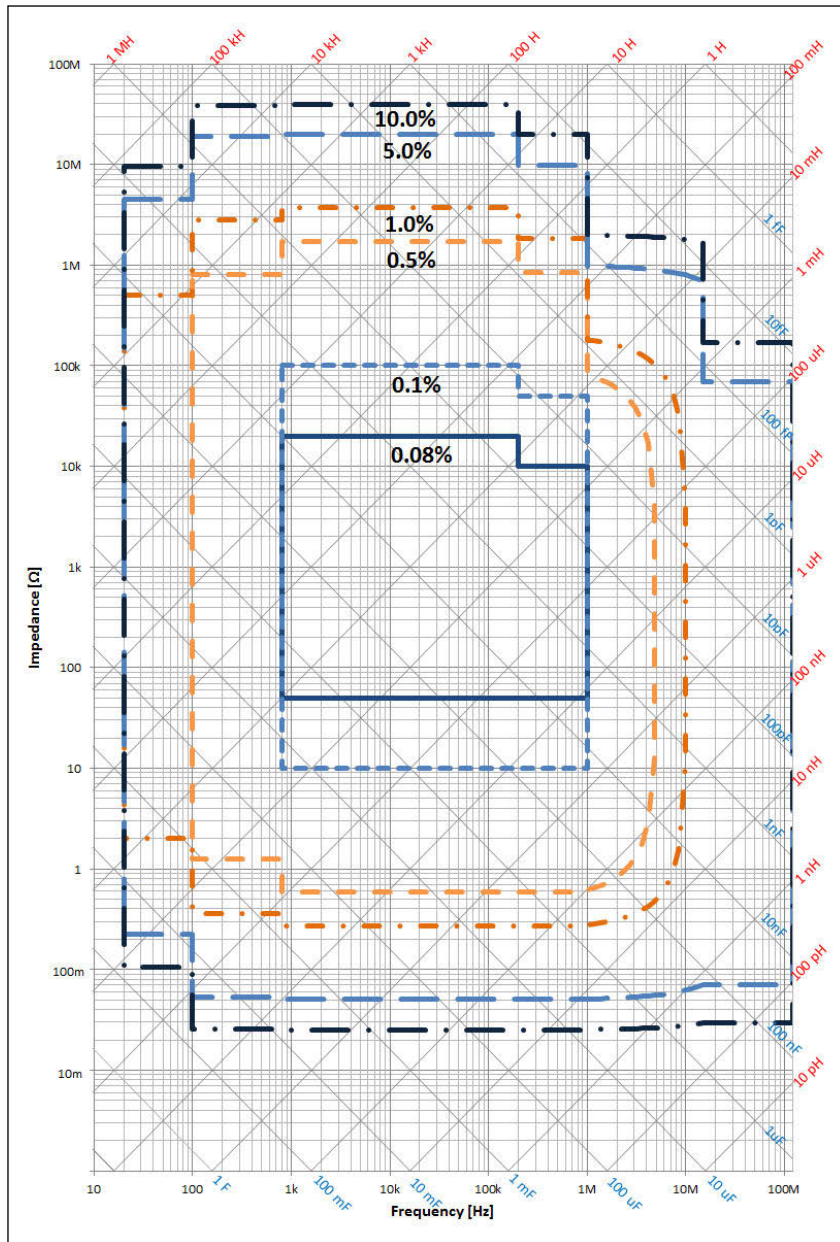 1 MH
100 kH
10 kH
1 kH
100 H
10 H
1 H
100 mH
100M
10.0%
5.0%
10M
10 mH
1.0%
1 fF
1M
0.5%
1 mH
10fF
100k
0.1%
100 uH
100 fF
10k
0.08%
10 uH
1pF
1k
1 uH
Impedance [Ω]
10pF
100
100 nH
100pF
10
10 nH
1nF
1
1 nH
10nF
100m
100 pH
100 nF
10m
10 pH
1uF
10
100
1 F
1k
100 mF
10k
10 mF
100k
1 mF
1M
100 uF
10M
10 uF
100M
Frequency [Hz]